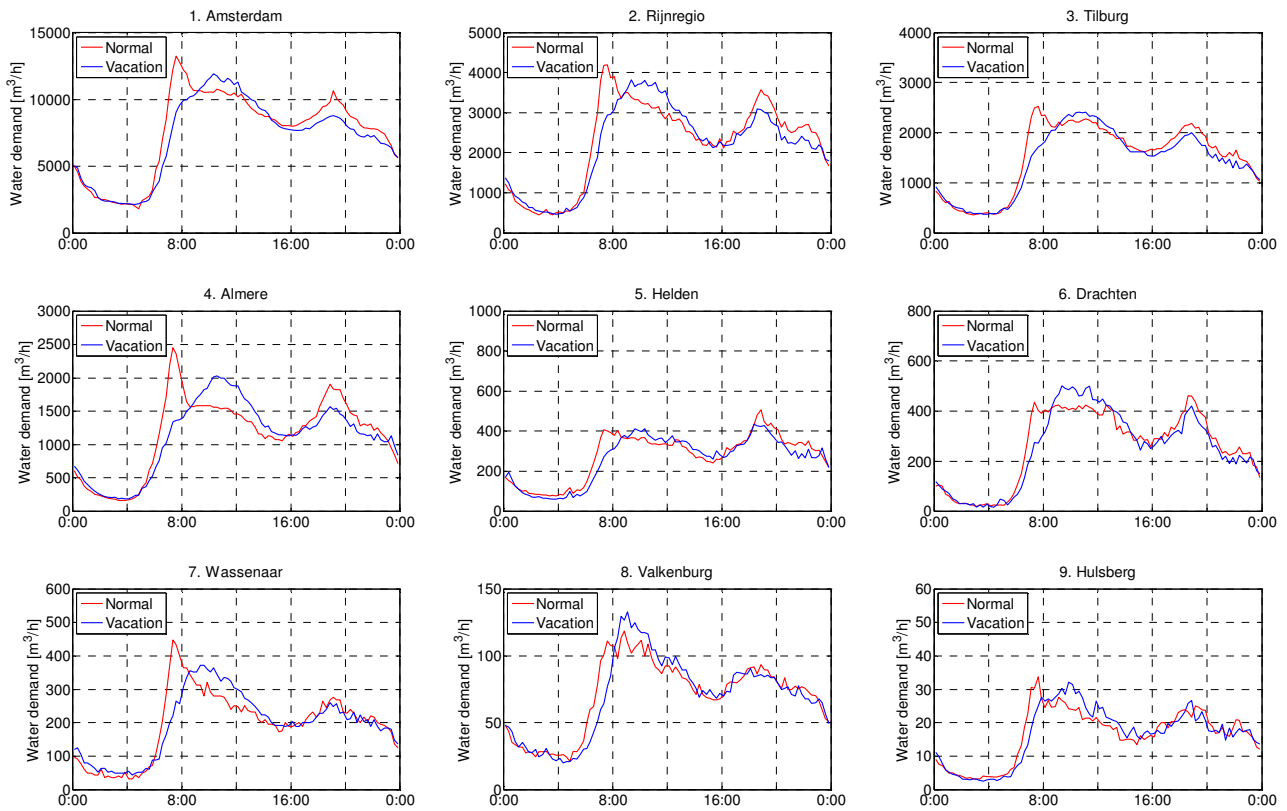 1. Amsterdam
Water demand [m³/h]
15000
10000
5000
0
Normal
Vacation
0:00 8:00 16:00 0:00
2. Rijnregio
Water demand [m³/h]
5000
4000
3000
2000
1000
0
Normal
Vacation
0:00 8:00 16:00 0:00
3. Tilburg
Water demand [m³/h]
4000
3000
2000
1000
0
Normal
Vacation
0:00 8:00 16:00 0:00
4. Almere
Water demand [m³/h]
3000
2500
2000
1500
1000
500
0
Normal
Vacation
0:00 8:00 16:00 0:00
5. Helden
Water demand [m³/h]
1000
800
600
400
200
0
Normal
Vacation
0:00 8:00 16:00 0:00
6. Drachten
Water demand [m³/h]
800
600
400
200
0
Normal
Vacation
0:00 8:00 16:00 0:00
7. Wassenaar
Water demand [m³/h]
600
500
400
300
200
100
0
Normal
Vacation
0:00 8:00 16:00 0:00
8. Valkenburg
Water demand [m³/h]
150
100
50
0
Normal
Vacation
0:00 8:00 16:00 0:00
9. Hulsberg
Water demand [m³/h]
60
50
40
30
20
10
0
Normal
Vacation
0:00 8:00 16:00 0:00